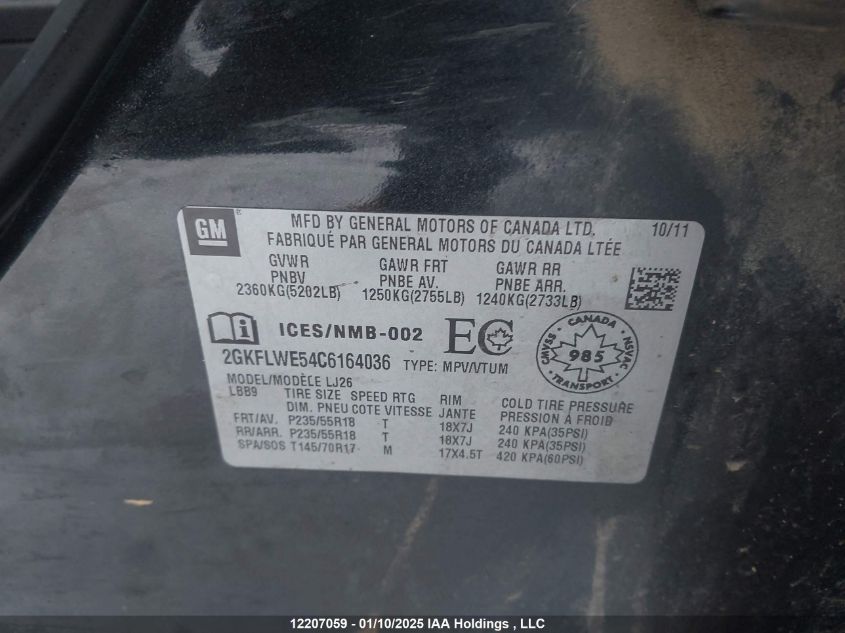 GM ®
MFD BY GENERAL MOTORS OF CANADA LTD. 10/11
FABRIQUÉ PAR GENERAL MOTORS DU CANADA LTÉE
GVWR GAWR FRT GAWR RR
PNBV PNBE AV. PNBE ARR.
2360KG(5202LB) 1250KG(2755LB) 1240KG(2733LB)
i ICES/NMB-002 EC
CANADA
CMVSS 985 NSVAC
TRANSPORT
2GKFLWE54C6164036 TYPE: MPV/VTUM
MODEL/MODÈLE LJ26
LBB9 TIRE SIZE SPEED RTG RIM COLD TIRE PRESSURE
DIM. PNEU COTE VITESSE JANTE PRESSION À FROID
FRT/AV. P235/55R18 T 18X7J 240 KPA(35PSI)
RR/ARR. P235/55R18 T 18X7J 240 KPA(35PSI)
SPA/SOS T145/70R17 M 17X4.5T 420 KPA(60PSI)
12207059 - 01/10/2025 IAA Holdings , LLC